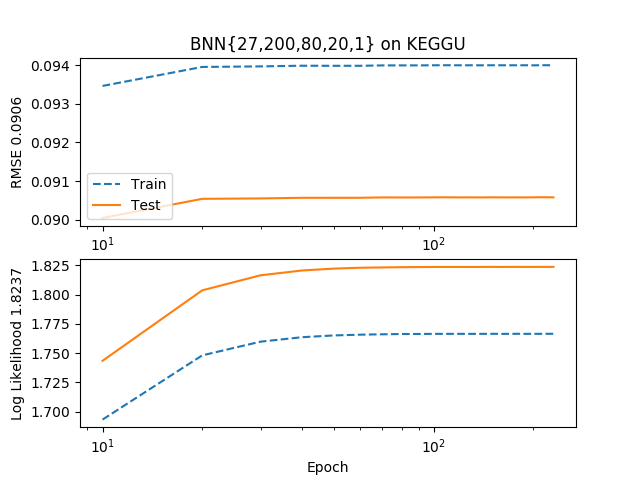 BNN{27,200,80,20,1} on KEGGU
RMSE 0.0906
0.094
0.093
0.092
0.091
0.090
Train
Test
10¹
10²
Log Likelihood 1.8237
1.825
1.800
1.775
1.750
1.725
1.700
10¹
10²
Epoch